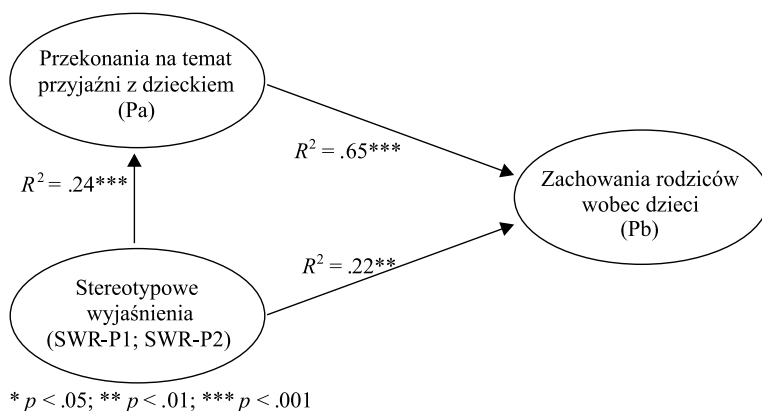 Przekonania na temat
przyjaźni z dzieckiem
(Pa)
R² = .65***
R² = .24***
Zachowania rodziców
wobec dzieci
(Pb)
R² = .22**
Stereotypowe
wyjaśnienia
(SWR-P1; SWR-P2)
* p < .05; ** p < .01; *** p < .001